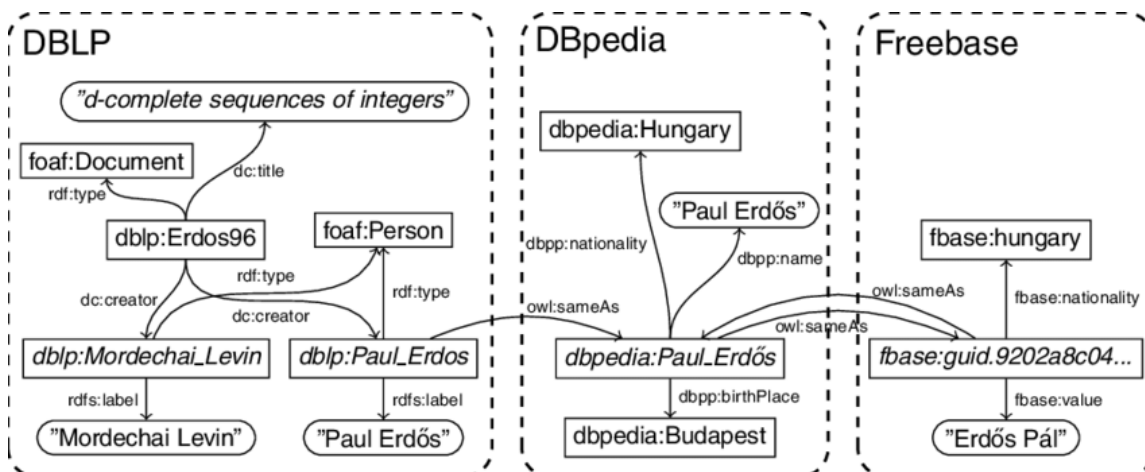 DBLP
DBpedia
Freebase
"d-complete sequences of integers"
foaf:Document
dc:title
rdf:type
dbpedia:Hungary
"Paul Erdős"
dblp:Erdos96
foaf:Person
dbpp:nationality
dbpp:name
fbase:hungary
rdf:type
dc:creator
rdf:type
dc:creator
owl:sameAs
owl:sameAs
owl:sameAs
fbase:nationality
dblp:Mordechai_Levin
dblp:Paul_Erdos
dbpedia:Paul_Erdős
fbase:guid.9202a8c04...
rdfs:label
rdfs:label
dbpp:birthPlace
fbase:value
"Mordechai Levin"
"Paul Erdős"
dbpedia:Budapest
"Erdős Pál"